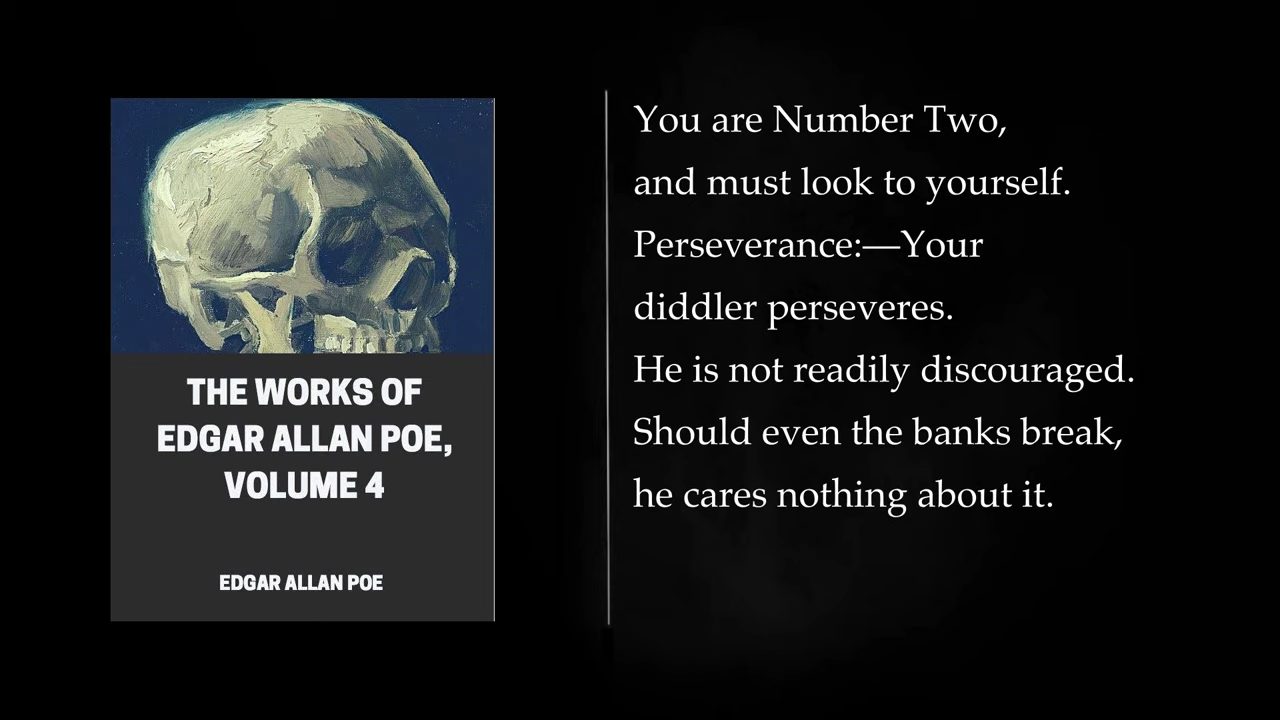 THE WORKS OF
EDGAR ALLAN POE,
VOLUME 4
EDGAR ALLAN POE
You are Number Two,
and must look to yourself.
Perseverance:—Your
diddler perseveres.
He is not readily discouraged.
Should even the banks break,
he cares nothing about it.